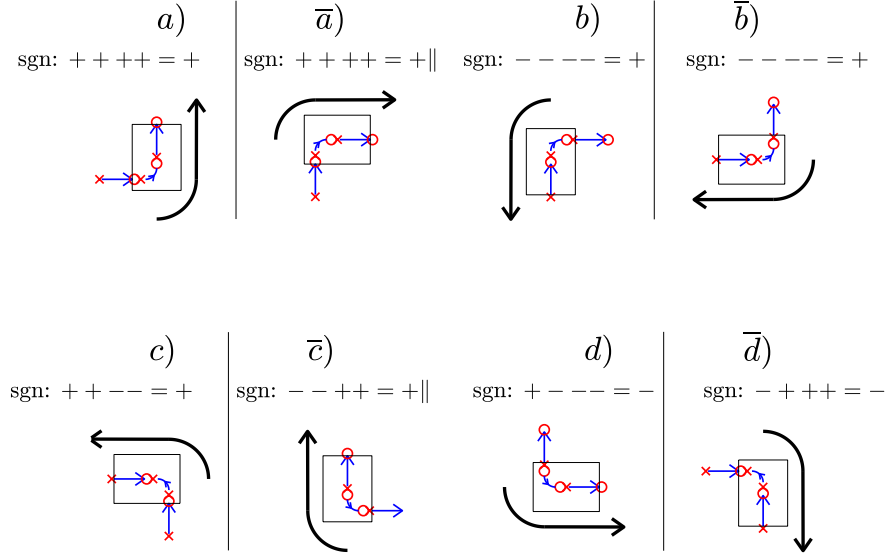 a) a̅) b) b̅)
sgn: + + + + = + sgn: + + + + = +∥ sgn: − − − − = + sgn: − − − − = +
c) c̅) d) d̅)
sgn: + + − − = + sgn: − − + + = +∥ sgn: + − − − = − sgn: − + + + = −